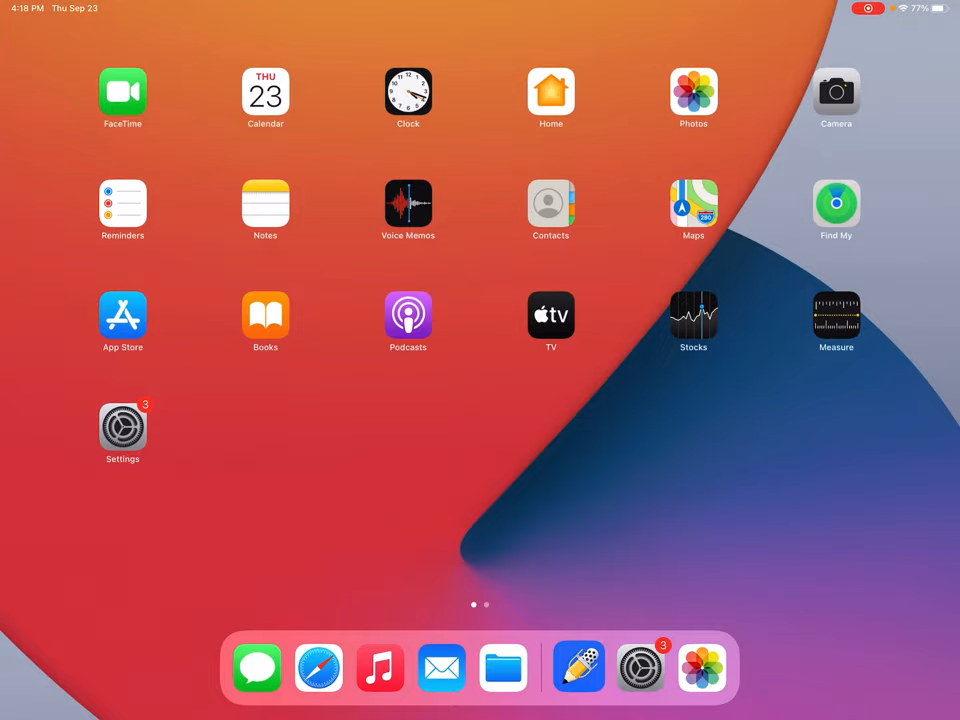 4:18 PM Thu Sep 23
77%
THU
23
FaceTime
Calendar
Clock
Home
Photos
Camera
280
Reminders
Notes
Voice Memos
Contacts
Maps
Find My
tv
App Store
Books
Podcasts
TV
Stocks
Measure
3
Settings
3